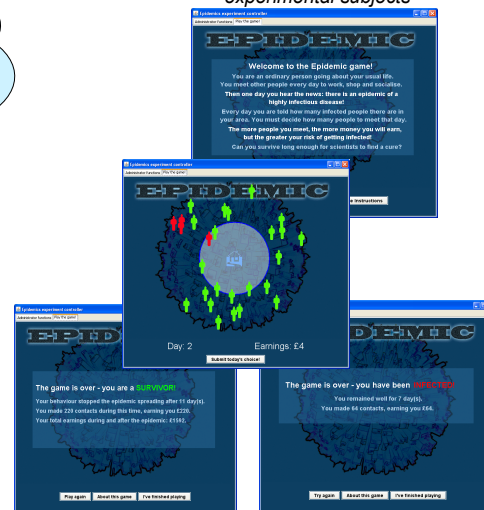 experimental subjects
Epidemics experiment controller
Administrator functions Play the game!
EPIDEMIC
Welcome to the Epidemic game!
You are an ordinary person going about your usual life.
You meet other people every day to work, shop and socialise.
Then one day you hear the news: there is an epidemic of a
highly infectious disease!
Every day you are told how many infected people there are in
your area. You must decide how many people to meet that day.
The more people you meet, the more money you will earn,
but the greater your risk of getting infected!
Can you survive long enough for scientists to find a cure?
instructions
Epidemics experiment controller
Administrator functions Play the game!
EPIDEMIC
Day: 2 Earnings: £4
Submit today's choice!
Epidemics experiment controller
Administrator functions Play the game!
EPID
The game is over - you are a SURVIVOR!
Your behaviour stopped the epidemic spreading after 11 day(s).
You made 229 contacts during this time, earning you £229.
Your total earnings during and after the epidemic: £1592.
Play again About this game I've finished playing
DEMIC
The game is over - you have been INFECTED
You remained well for 7 day(s).
You made 64 contacts, earning you £64.
Try again About this game I've finished playing